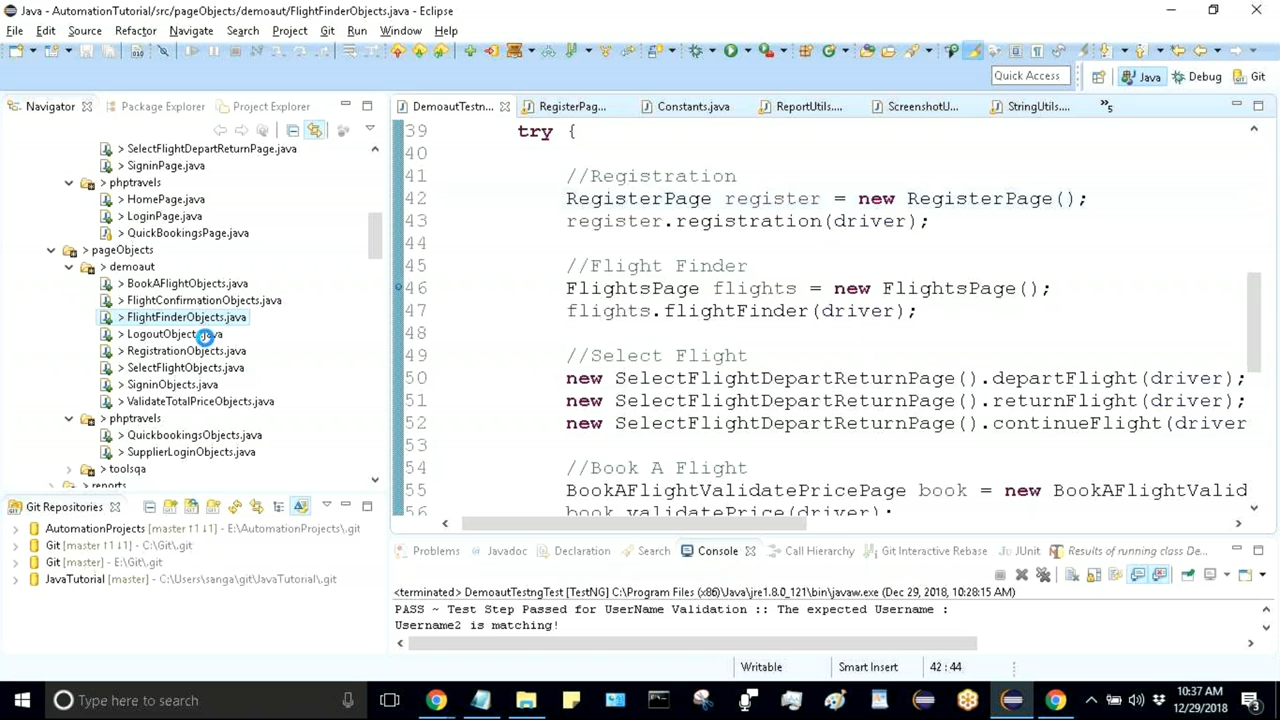 Java - AutomationTutorial/src/pageObjects/demoaut/FlightFinderObjects.java - Eclipse
File Edit Source Refactor Navigate Search Project Git Run Window Help
Quick Access
Java
Debug
Git
Navigator
Package Explorer
Project Explorer
> SelectFlightDepartReturnPage.java
> SigninPage.java
> phptravels
> HomePage.java
> LoginPage.java
> QuickBookingsPage.java
> pageObjects
> demoaut
> BookAFlightObjects.java
> FlightConfirmationObjects.java
> FlightFinderObjects.java
> RegistrationObjects.java
> SelectFlightObjects.java
> SigninObjects.java
> ValidateTotalPriceObjects.java
> phptravels
> QuickbookingsObjects.java
> SupplierLoginObjects.java
> toolsqa
> reports
Git Repositories
> AutomationProjects [master ↑1 ↓1] - E:\AutomationProjects\.git
> Git [master ↑1 ↓1] - C:\Git\.git
> Git [master] - E:\Git\.git
> JavaTutorial [master] - C:\Users\sanga\git\JavaTutorial\.git
DemoautTestn...
RegisterPag...
Constants.java
ReportUtils....
ScreenshotU...
StringUtils....
»5
39 try {
40
41 //Registration
42 RegisterPage register = new RegisterPage();
43 register.registration(driver);
44
45 //Flight Finder
46 FlightsPage flights = new FlightsPage();
47 flights.flightFinder(driver);
48
49 //Select Flight
50 new SelectFlightDepartReturnPage().departFlight(driver);
51 new SelectFlightDepartReturnPage().returnFlight(driver);
52 new SelectFlightDepartReturnPage().continueFlight(driver
53
54 //Book A Flight
55 BookAFlightValidatePricePage book = new BookAFlightValid
56 book.validatePrice(driver);
Problems
Javadoc
Declaration
Search
Console
Call Hierarchy
Git Interactive Rebase
JUnit
Results of running class De...
<terminated> DemoautTestngTest [TestNG] C:\Program Files (x86)\Java\jre1.8.0_121\bin\javaw.exe (Dec 29, 2018, 10:28:15 AM)
PASS ~ Test Step Passed for UserName Validation :: The expected Username :
Username2 is matching!
Writable
Smart Insert
42 : 44
Type here to search
10:37 AM
12/29/2018
3